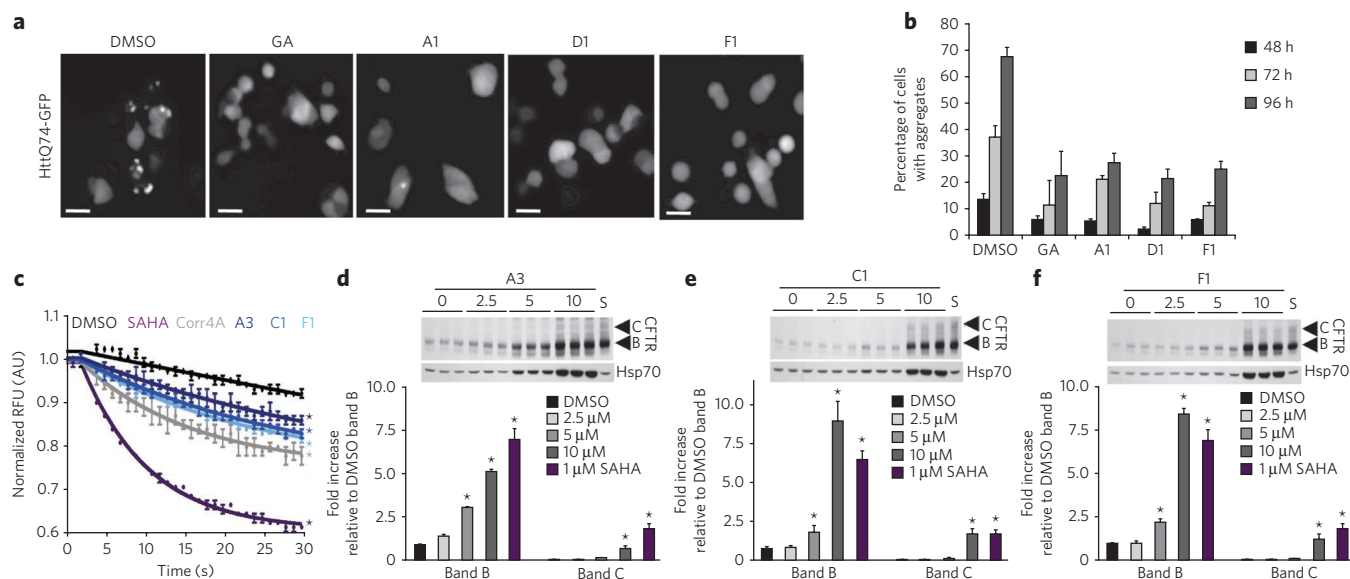 a
DMSO GA A1 D1 F1
HttQ74-GFP
b
Percentage of cells
with aggregates
80
70
60
50
40
30
20
10
0
DMSO GA A1 D1 F1
48 h
72 h
96 h
c
Normalized RFU (AU)
1.1
1.0
0.9
0.8
0.7
0.6
DMSO SAHA Corr4A A3 C1 F1
*
*
*
*
*
0 5 10 15 20 25 30
Time (s)
d
A3
0 2.5 5 10 S
C
B
CFTR
Hsp70
Fold increase
relative to DMSO band B
10.0
7.5
5.0
2.5
0
DMSO
2.5 µM
5 µM
10 µM
1 µM SAHA
* * * * *
Band B Band C
e
C1
0 2.5 5 10 S
C
B
CFTR
Hsp70
Fold increase
relative to DMSO band B
10.0
7.5
5.0
2.5
0
DMSO
2.5 µM
5 µM
10 µM
1 µM SAHA
* * * * *
Band B Band C
f
F1
0 2.5 5 10 S
C
B
CFTR
Hsp70
Fold increase
relative to DMSO band B
10.0
7.5
5.0
2.5
0
DMSO
2.5 µM
5 µM
10 µM
1 µM SAHA
* * * * *
Band B Band C